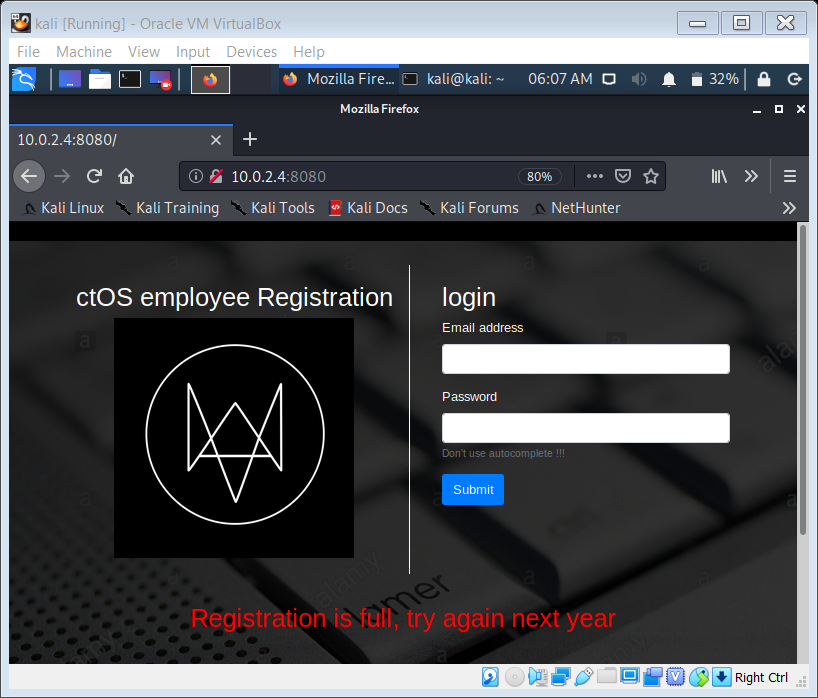 kali [Running] - Oracle VM VirtualBox
File Machine View Input Devices Help
Mozilla Fire... kali@kali: ~ 06:07 AM 32%
Mozilla Firefox
10.0.2.4:8080/
10.0.2.4:8080 80%
Kali Linux Kali Training Kali Tools Kali Docs Kali Forums NetHunter
ctOS employee Registration
login
Email address
Password
Don't use autocomplete !!!
Submit
a
a
a
a
alamy
alamy
Registration is full, try again next year
Right Ctrl